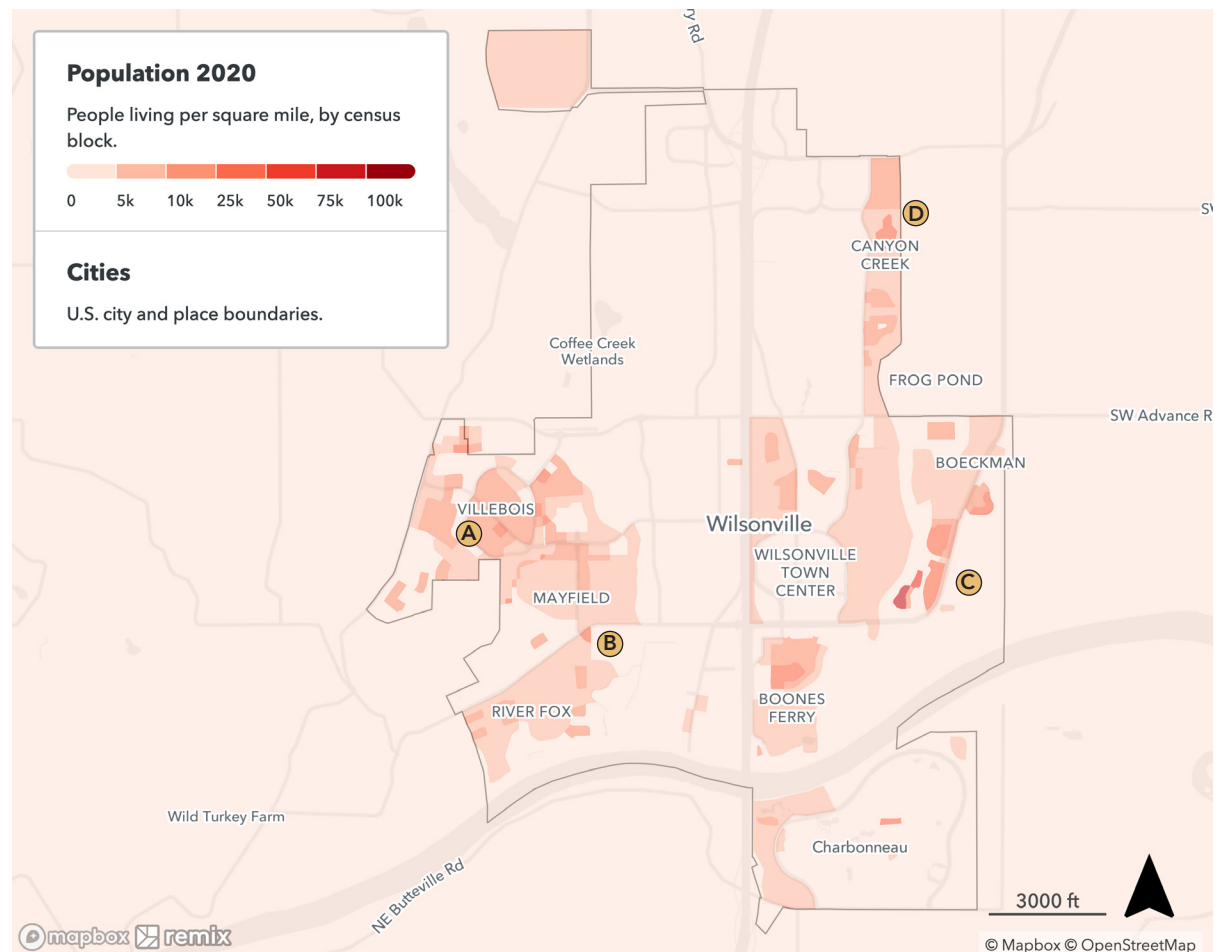 Population 2020
People living per square mile, by census
block.
0 5k 10k 25k 50k 75k 100k
Cities
U.S. city and place boundaries.
ry Rd
D
CANYON
CREEK
Coffee Creek
Wetlands
FROG POND
SW Advance R
BOECKMAN
VILLEBOIS
A
Wilsonville
WILSONVILLE
TOWN
CENTER
C
MAYFIELD
B
BOONES
FERRY
RIVER FOX
Wild Turkey Farm
Charbonneau
NE Butteville Rd
3000 ft
mapbox remix
© Mapbox © OpenStreetMap